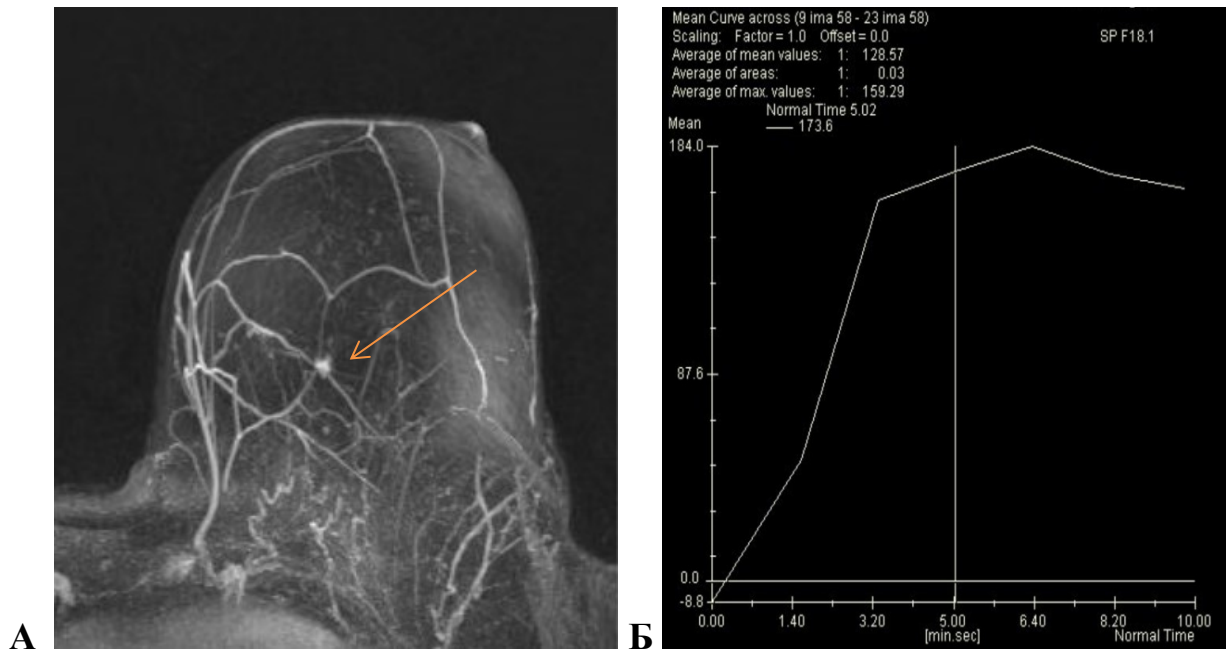 Mean Curve across (9 ima 58 - 23 ima 58)
Scaling: Factor = 1.0 Offset = 0.0 SP F18.1
Average of mean values: 1: 128.57
Average of areas: 1: 0.03
Average of max. values: 1: 159.29
Normal Time 5.02
Mean 173.6
184.0
87.6
0.0
-8.8
0.00 1.40 3.20 5.00 6.40 8.20 10.00
[min.sec] Normal Time
А Б